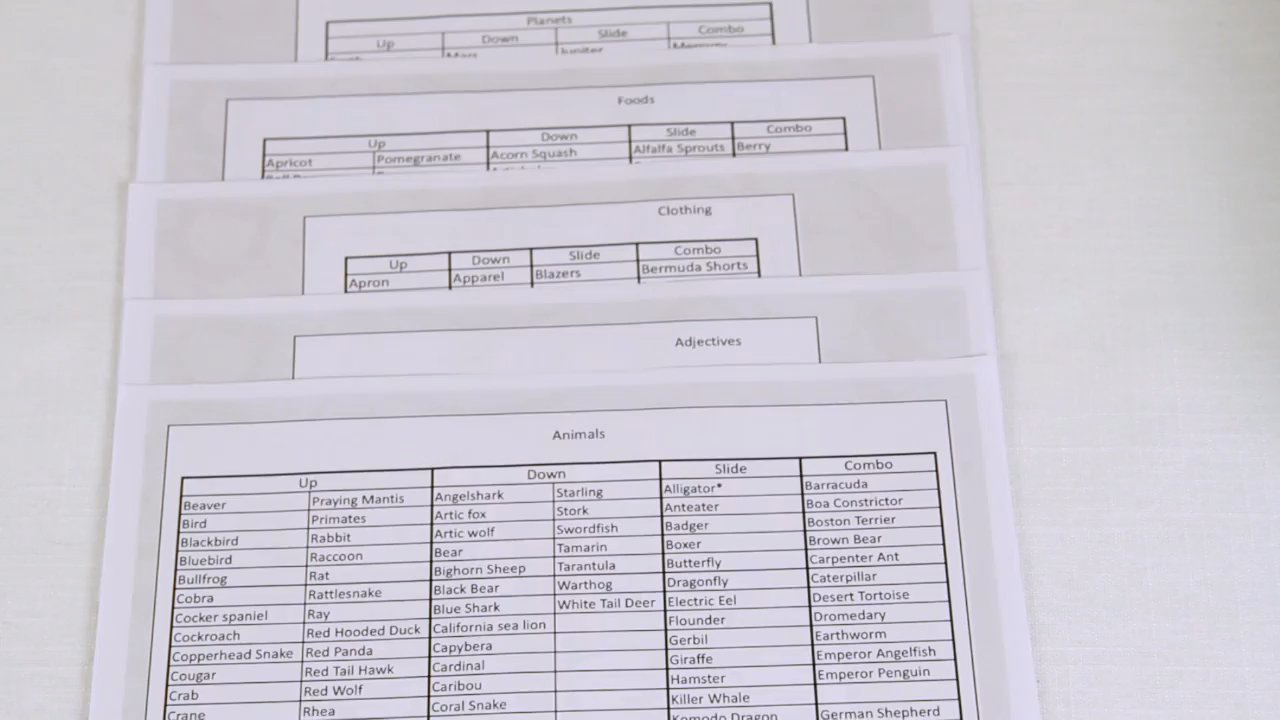 Planets
Up Down Slide Combo
Foods
Up Down Slide Combo
Apricot Pomegranate Acorn Squash Alfalfa Sprouts Berry
Clothing
Up Down Slide Combo
Apron Apparel Blazers Bermuda Shorts
Adjectives
Animals
Up Down Slide Combo
Beaver Praying Mantis Angelshark Starling Alligator* Barracuda
Bird Primates Artic fox Stork Anteater Boa Constrictor
Blackbird Rabbit Artic wolf Swordfish Badger Boston Terrier
Bluebird Raccoon Bear Tamarin Boxer Brown Bear
Bullfrog Rat Bighorn Sheep Tarantula Butterfly Carpenter Ant
Cobra Rattlesnake Black Bear Warthog Dragonfly Caterpillar
Cocker spaniel Ray Blue Shark White Tail Deer Electric Eel Desert Tortoise
Cockroach Red Hooded Duck California sea lion Flounder Dromedary
Copperhead Snake Red Panda Capybera Gerbil Earthworm
Cougar Red Tail Hawk Cardinal Giraffe Emperor Angelfish
Crab Red Wolf Caribou Hamster Emperor Penguin
Crane Rhea Coral Snake Killer Whale
Komodo Dragon German Shepherd